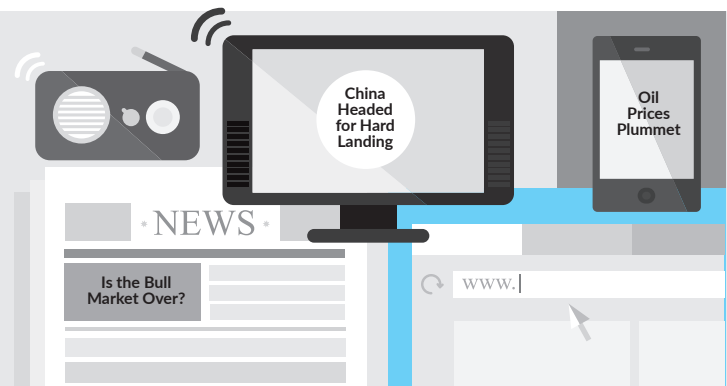 China
Headed
for Hard
Landing
Oil
Prices
Plummet
NEWS
Is the Bull
Market Over?
www.